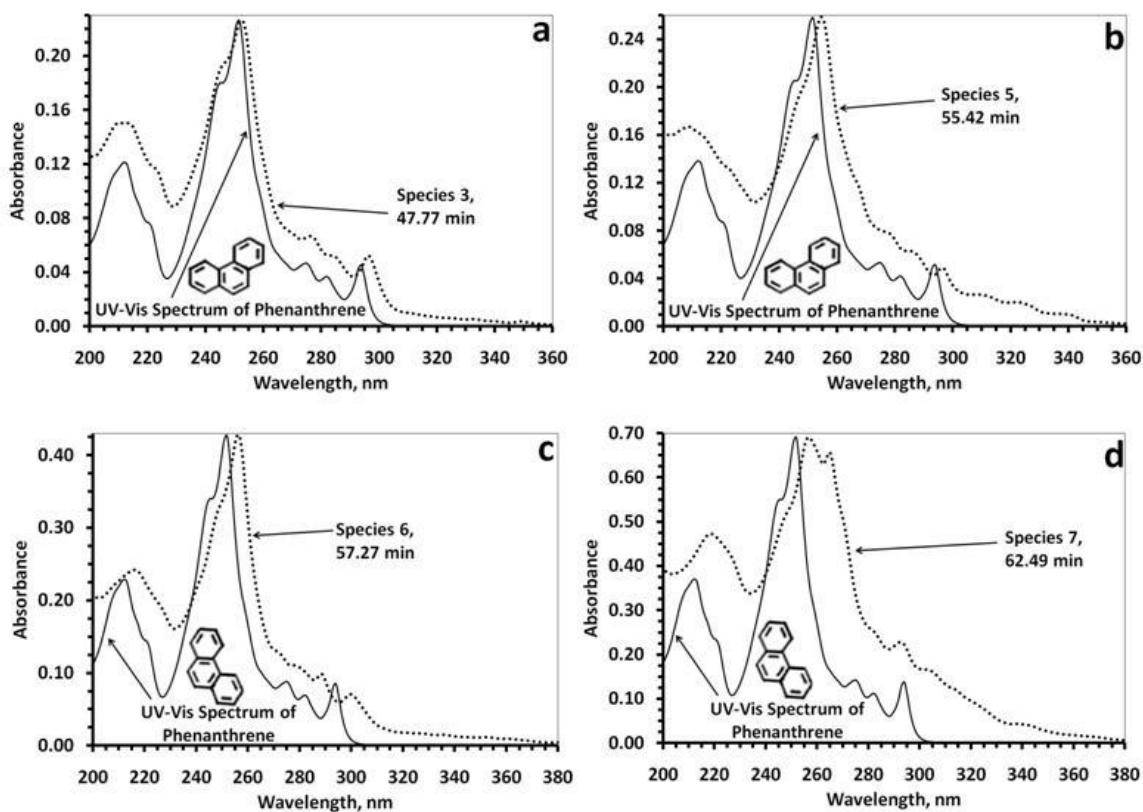 a
0.20
0.16
0.12
0.08
0.04
0.00
Absorbance
Species 3,
47.77 min
UV-Vis Spectrum of Phenanthrene
200 220 240 260 280 300 320 340 360
Wavelength, nm
b
0.24
0.20
0.16
0.12
0.08
0.04
0.00
Absorbance
Species 5,
55.42 min
UV-Vis Spectrum of Phenanthrene
200 220 240 260 280 300 320 340 360
Wavelength, nm
c
0.40
0.30
0.20
0.10
0.00
Absorbance
Species 6,
57.27 min
UV-Vis Spectrum of
Phenanthrene
200 220 240 260 280 300 320 340 360 380
Wavelength, nm
d
0.70
0.60
0.50
0.40
0.30
0.20
0.10
0.00
Absorbance
Species 7,
62.49 min
UV-Vis Spectrum of
Phenanthrene
200 220 240 260 280 300 320 340 360 380
Wavelength, nm